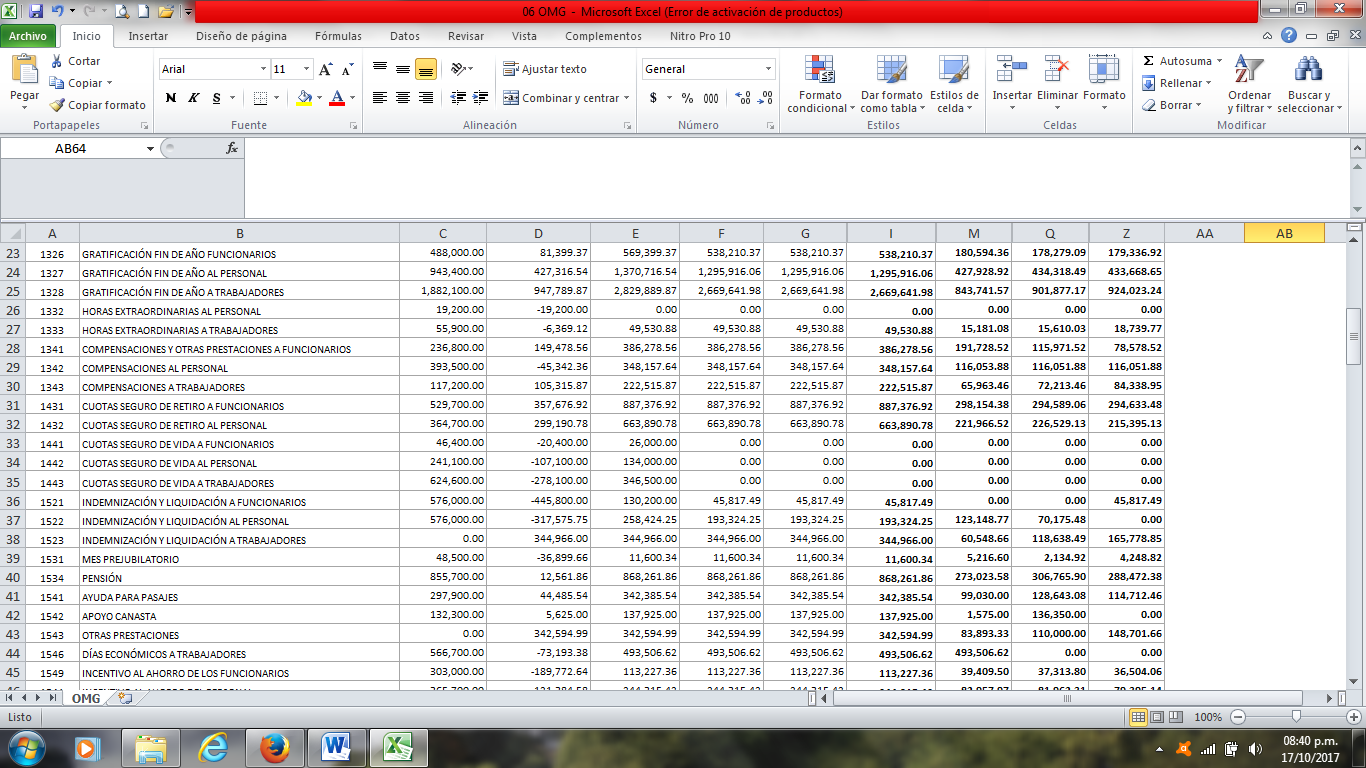 06 OMG - Microsoft Excel (Error de activación de productos)
Archivo Inicio Insertar Diseño de página Fórmulas Datos Revisar Vista Complementos Nitro Pro 10
Pegar
Cortar
Copiar
Copiar formato
Portapapeles
Arial 11
N K S
Fuente
Ajustar texto
Combinar y centrar
Alineación
General
$ % 000
Número
Formato condicional
Dar formato como tabla
Estilos de celda
Estilos
Insertar Eliminar Formato
Celdas
Σ Autosuma
Rellenar
Borrar
Ordenar y filtrar
Buscar y seleccionar
Modificar
AB64 fx
A B C D E F G I M Q Z AA AB
23 1326 GRATIFICACIÓN FIN DE AÑO FUNCIONARIOS 488,000.00 81,399.37 569,399.37 538,210.37 538,210.37 538,210.37 180,594.36 178,279.09 179,336.92
24 1327 GRATIFICACIÓN FIN DE AÑO AL PERSONAL 943,400.00 427,316.54 1,370,716.54 1,295,916.06 1,295,916.06 1,295,916.06 427,928.92 434,318.49 433,668.65
25 1328 GRATIFICACIÓN FIN DE AÑO A TRABAJADORES 1,882,100.00 947,789.87 2,829,889.87 2,669,641.98 2,669,641.98 2,669,641.98 843,741.57 901,877.17 924,023.24
26 1332 HORAS EXTRAORDINARIAS AL PERSONAL 19,200.00 -19,200.00 0.00 0.00 0.00 0.00 0.00 0.00 0.00
27 1333 HORAS EXTRAORDINARIAS A TRABAJADORES 55,900.00 -6,369.12 49,530.88 49,530.88 49,530.88 49,530.88 15,181.08 15,610.03 18,739.77
28 1341 COMPENSACIONES Y OTRAS PRESTACIONES A FUNCIONARIOS 236,800.00 149,478.56 386,278.56 386,278.56 386,278.56 386,278.56 191,728.52 115,971.52 78,578.52
29 1342 COMPENSACIONES AL PERSONAL 393,500.00 -45,342.36 348,157.64 348,157.64 348,157.64 348,157.64 116,053.88 116,051.88 116,051.88
30 1343 COMPENSACIONES A TRABAJADORES 117,200.00 105,315.87 222,515.87 222,515.87 222,515.87 222,515.87 65,963.46 72,213.46 84,338.95
31 1431 CUOTAS SEGURO DE RETIRO A FUNCIONARIOS 529,700.00 357,676.92 887,376.92 887,376.92 887,376.92 887,376.92 298,154.38 294,589.06 294,633.48
32 1432 CUOTAS SEGURO DE RETIRO AL PERSONAL 364,700.00 299,190.78 663,890.78 663,890.78 663,890.78 663,890.78 221,966.52 226,529.13 215,395.13
33 1441 CUOTAS SEGURO DE VIDA A FUNCIONARIOS 46,400.00 -20,400.00 26,000.00 0.00 0.00 0.00 0.00 0.00 0.00
34 1442 CUOTAS SEGURO DE VIDA AL PERSONAL 241,100.00 -107,100.00 134,000.00 0.00 0.00 0.00 0.00 0.00 0.00
35 1443 CUOTAS SEGURO DE VIDA A TRABAJADORES 624,600.00 -278,100.00 346,500.00 0.00 0.00 0.00 0.00 0.00 0.00
36 1521 INDEMNIZACIÓN Y LIQUIDACIÓN A FUNCIONARIOS 576,000.00 -445,800.00 130,200.00 45,817.49 45,817.49 45,817.49 0.00 0.00 45,817.49
37 1522 INDEMNIZACIÓN Y LIQUIDACIÓN AL PERSONAL 576,000.00 -317,575.75 258,424.25 193,324.25 193,324.25 193,324.25 123,148.77 70,175.48 0.00
38 1523 INDEMNIZACIÓN Y LIQUIDACIÓN A TRABAJADORES 0.00 344,966.00 344,966.00 344,966.00 344,966.00 344,966.00 60,548.66 118,638.49 165,778.85
39 1531 MES PREJUBILATORIO 48,500.00 -36,899.66 11,600.34 11,600.34 11,600.34 11,600.34 5,216.60 2,134.92 4,248.82
40 1534 PENSIÓN 855,700.00 12,561.86 868,261.86 868,261.86 868,261.86 868,261.86 273,023.58 306,765.90 288,472.38
41 1541 AYUDA PARA PASAJES 297,900.00 44,485.54 342,385.54 342,385.54 342,385.54 342,385.54 99,030.00 128,643.08 114,712.46
42 1542 APOYO CANASTA 132,300.00 5,625.00 137,925.00 137,925.00 137,925.00 137,925.00 1,575.00 136,350.00 0.00
43 1543 OTRAS PRESTACIONES 0.00 342,594.99 342,594.99 342,594.99 342,594.99 342,594.99 83,893.33 110,000.00 148,701.66
44 1546 DÍAS ECONÓMICOS A TRABAJADORES 566,700.00 -73,193.38 493,506.62 493,506.62 493,506.62 493,506.62 493,506.62 0.00 0.00
45 1549 INCENTIVO AL AHORRO DE LOS FUNCIONARIOS 303,000.00 -189,772.64 113,227.36 113,227.36 113,227.36 113,227.36 39,409.50 37,313.80 36,504.06
OMG
Listo 100%
08:40 p.m.
17/10/2017